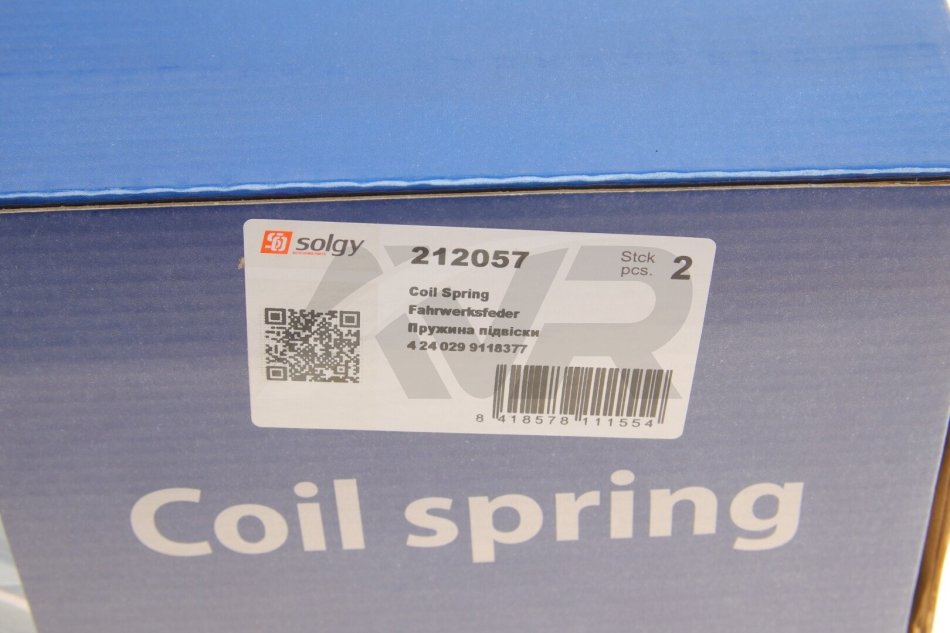 solgy
212057
Stck
pcs.
2
Coil Spring
Fahrwerksfeder
Пружина підвіски
4 24 029 9118377
8 418578 111554
Coil spring
AVR